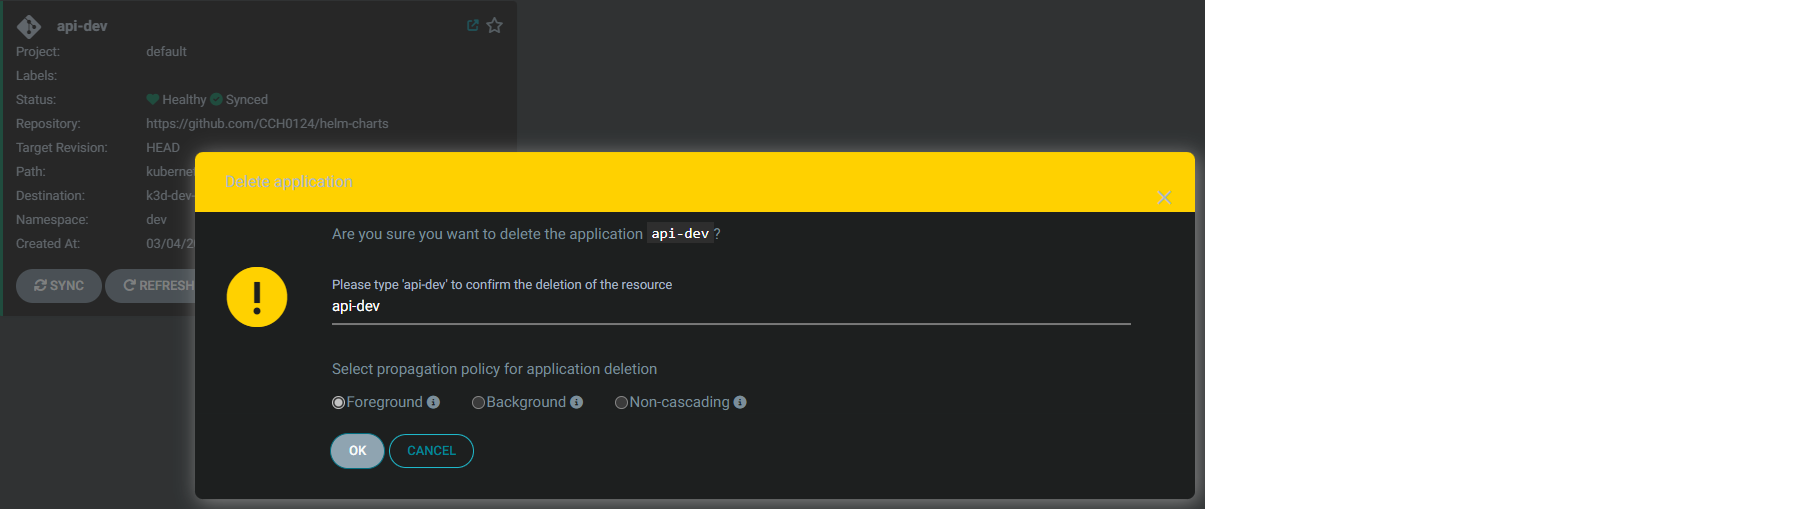 api-dev
Project: default
Labels:
Status: Healthy Synced
Repository: https://github.com/CCH0124/helm-charts
Target Revision: HEAD
Path: kuberne
Destination: k3d-dev-
Namespace: dev
Created At: 03/04/2
SYNC REFRESH
Delete application
Are you sure you want to delete the application api-dev ?
Please type 'api-dev' to confirm the deletion of the resource
api-dev
Select propagation policy for application deletion
Foreground Background Non-cascading
OK CANCEL